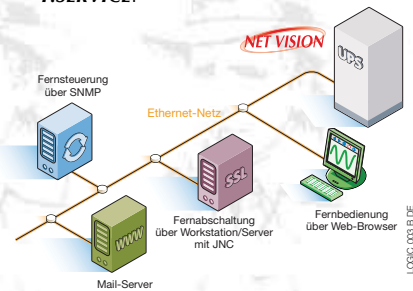 NET VISION
UPS
Fernsteuerung
über SNMP
Ethernet-Netz
SSL
WWW
Fernabschaltung
über Workstation/Server
mit JNC
Fernbedienung
über Web-Browser
Mail-Server
LOGIC 003 B DE